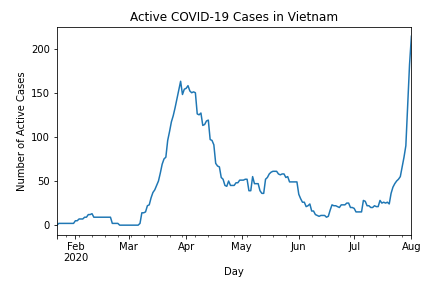 Active COVID-19 Cases in Vietnam
200
150
100
50
0
Number of Active Cases
Feb Mar Apr May Jun Jul Aug
2020
Day